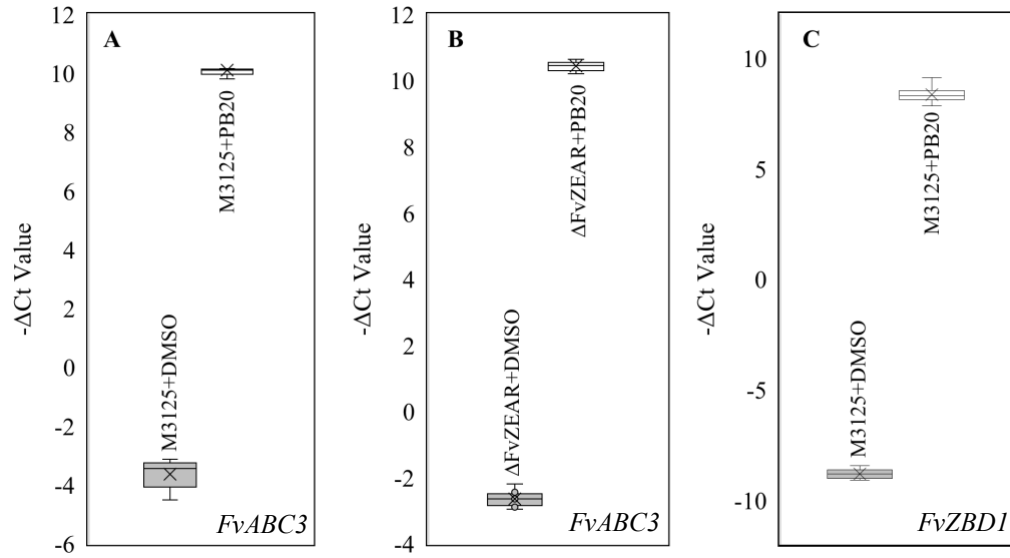 A
-ΔCt Value
12
10
8
6
4
2
0
-2
-4
-6
M3125+DMSO
M3125+PB20
FvABC3
B
-ΔCt Value
12
10
8
6
4
2
0
-2
-4
ΔFvZEAR+DMSO
ΔFvZEAR+PB20
FvABC3
C
-ΔCt Value
10
5
0
-5
-10
M3125+DMSO
M3125+PB20
FvZBD1